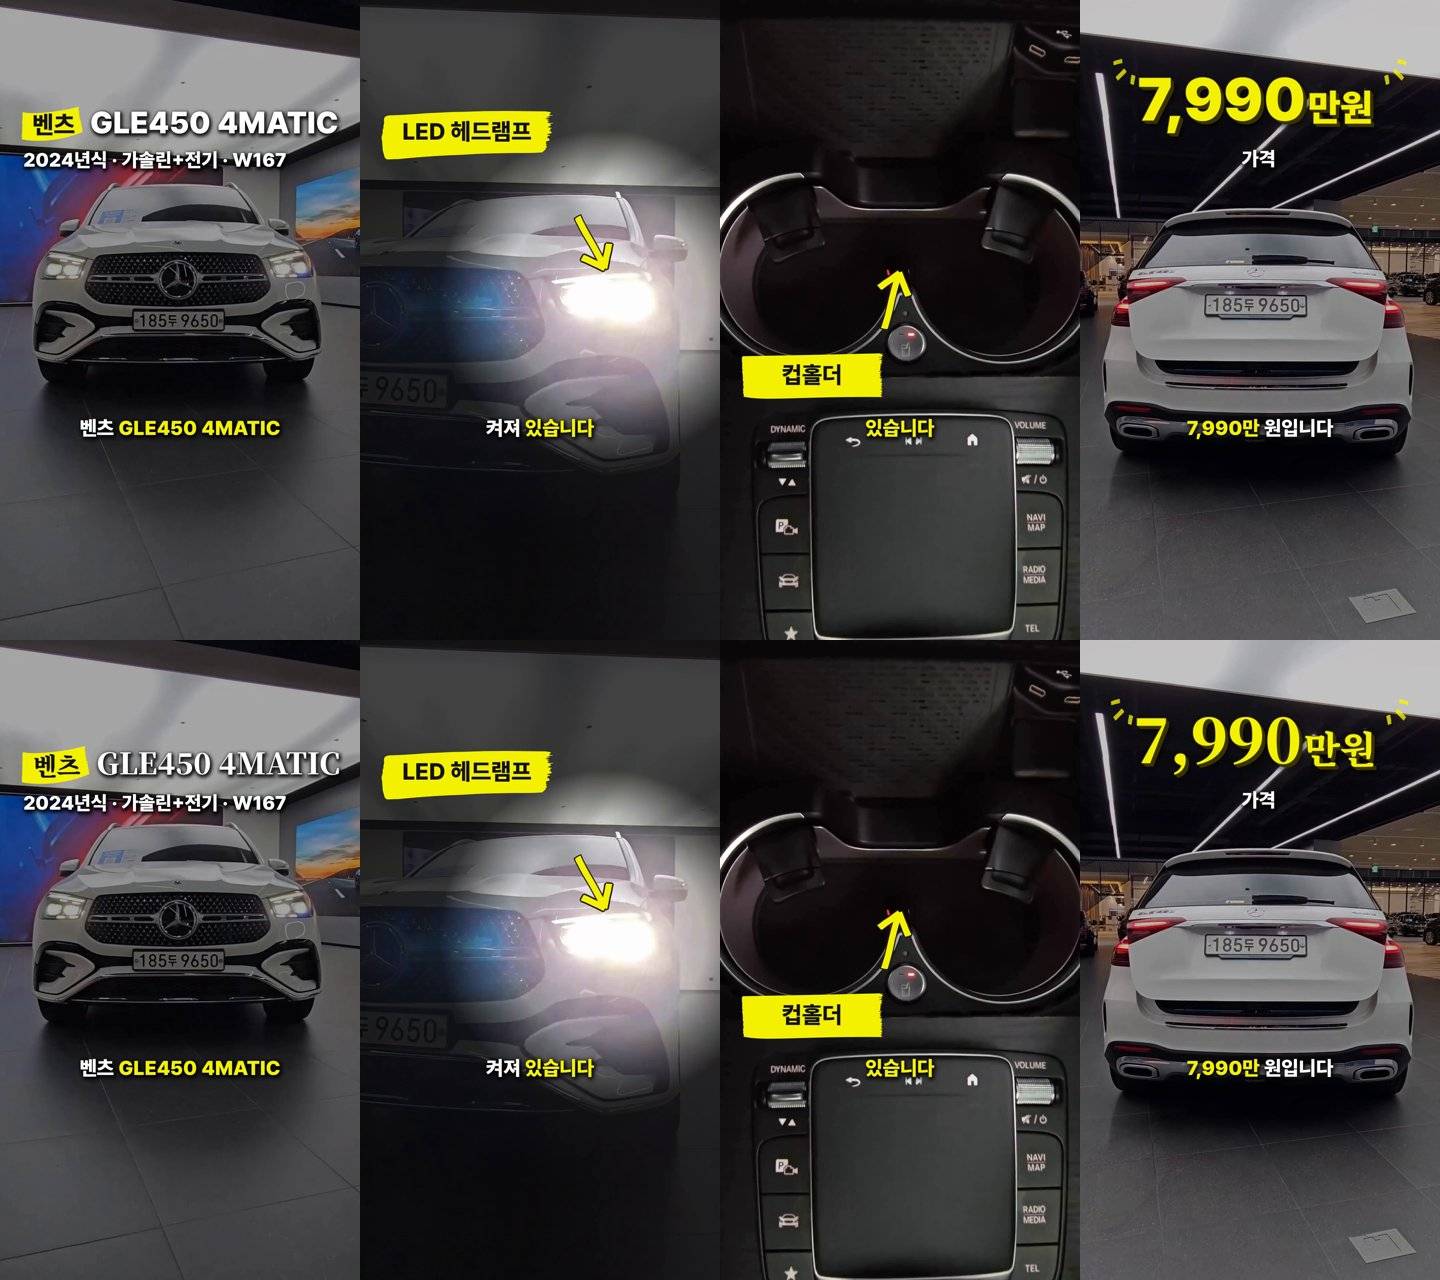 벤츠 GLE450 4MATIC
2024년식 · 가솔린+전기 · W167
185두 9650
벤츠 GLE450 4MATIC
LED 헤드램프
9650
켜져 있습니다
컵홀더
있습니다
DYNAMIC
VOLUME
NAVI
MAP
RADIO
MEDIA
TEL
7,990만원
가격
185두 9650
7,990만 원입니다
벤츠 GLE450 4MATIC
2024년식 · 가솔린+전기 · W167
185두 9650
벤츠 GLE450 4MATIC
LED 헤드램프
9650
켜져 있습니다
컵홀더
있습니다
DYNAMIC
VOLUME
NAVI
MAP
RADIO
MEDIA
TEL
7,990만원
가격
185두 9650
7,990만 원입니다